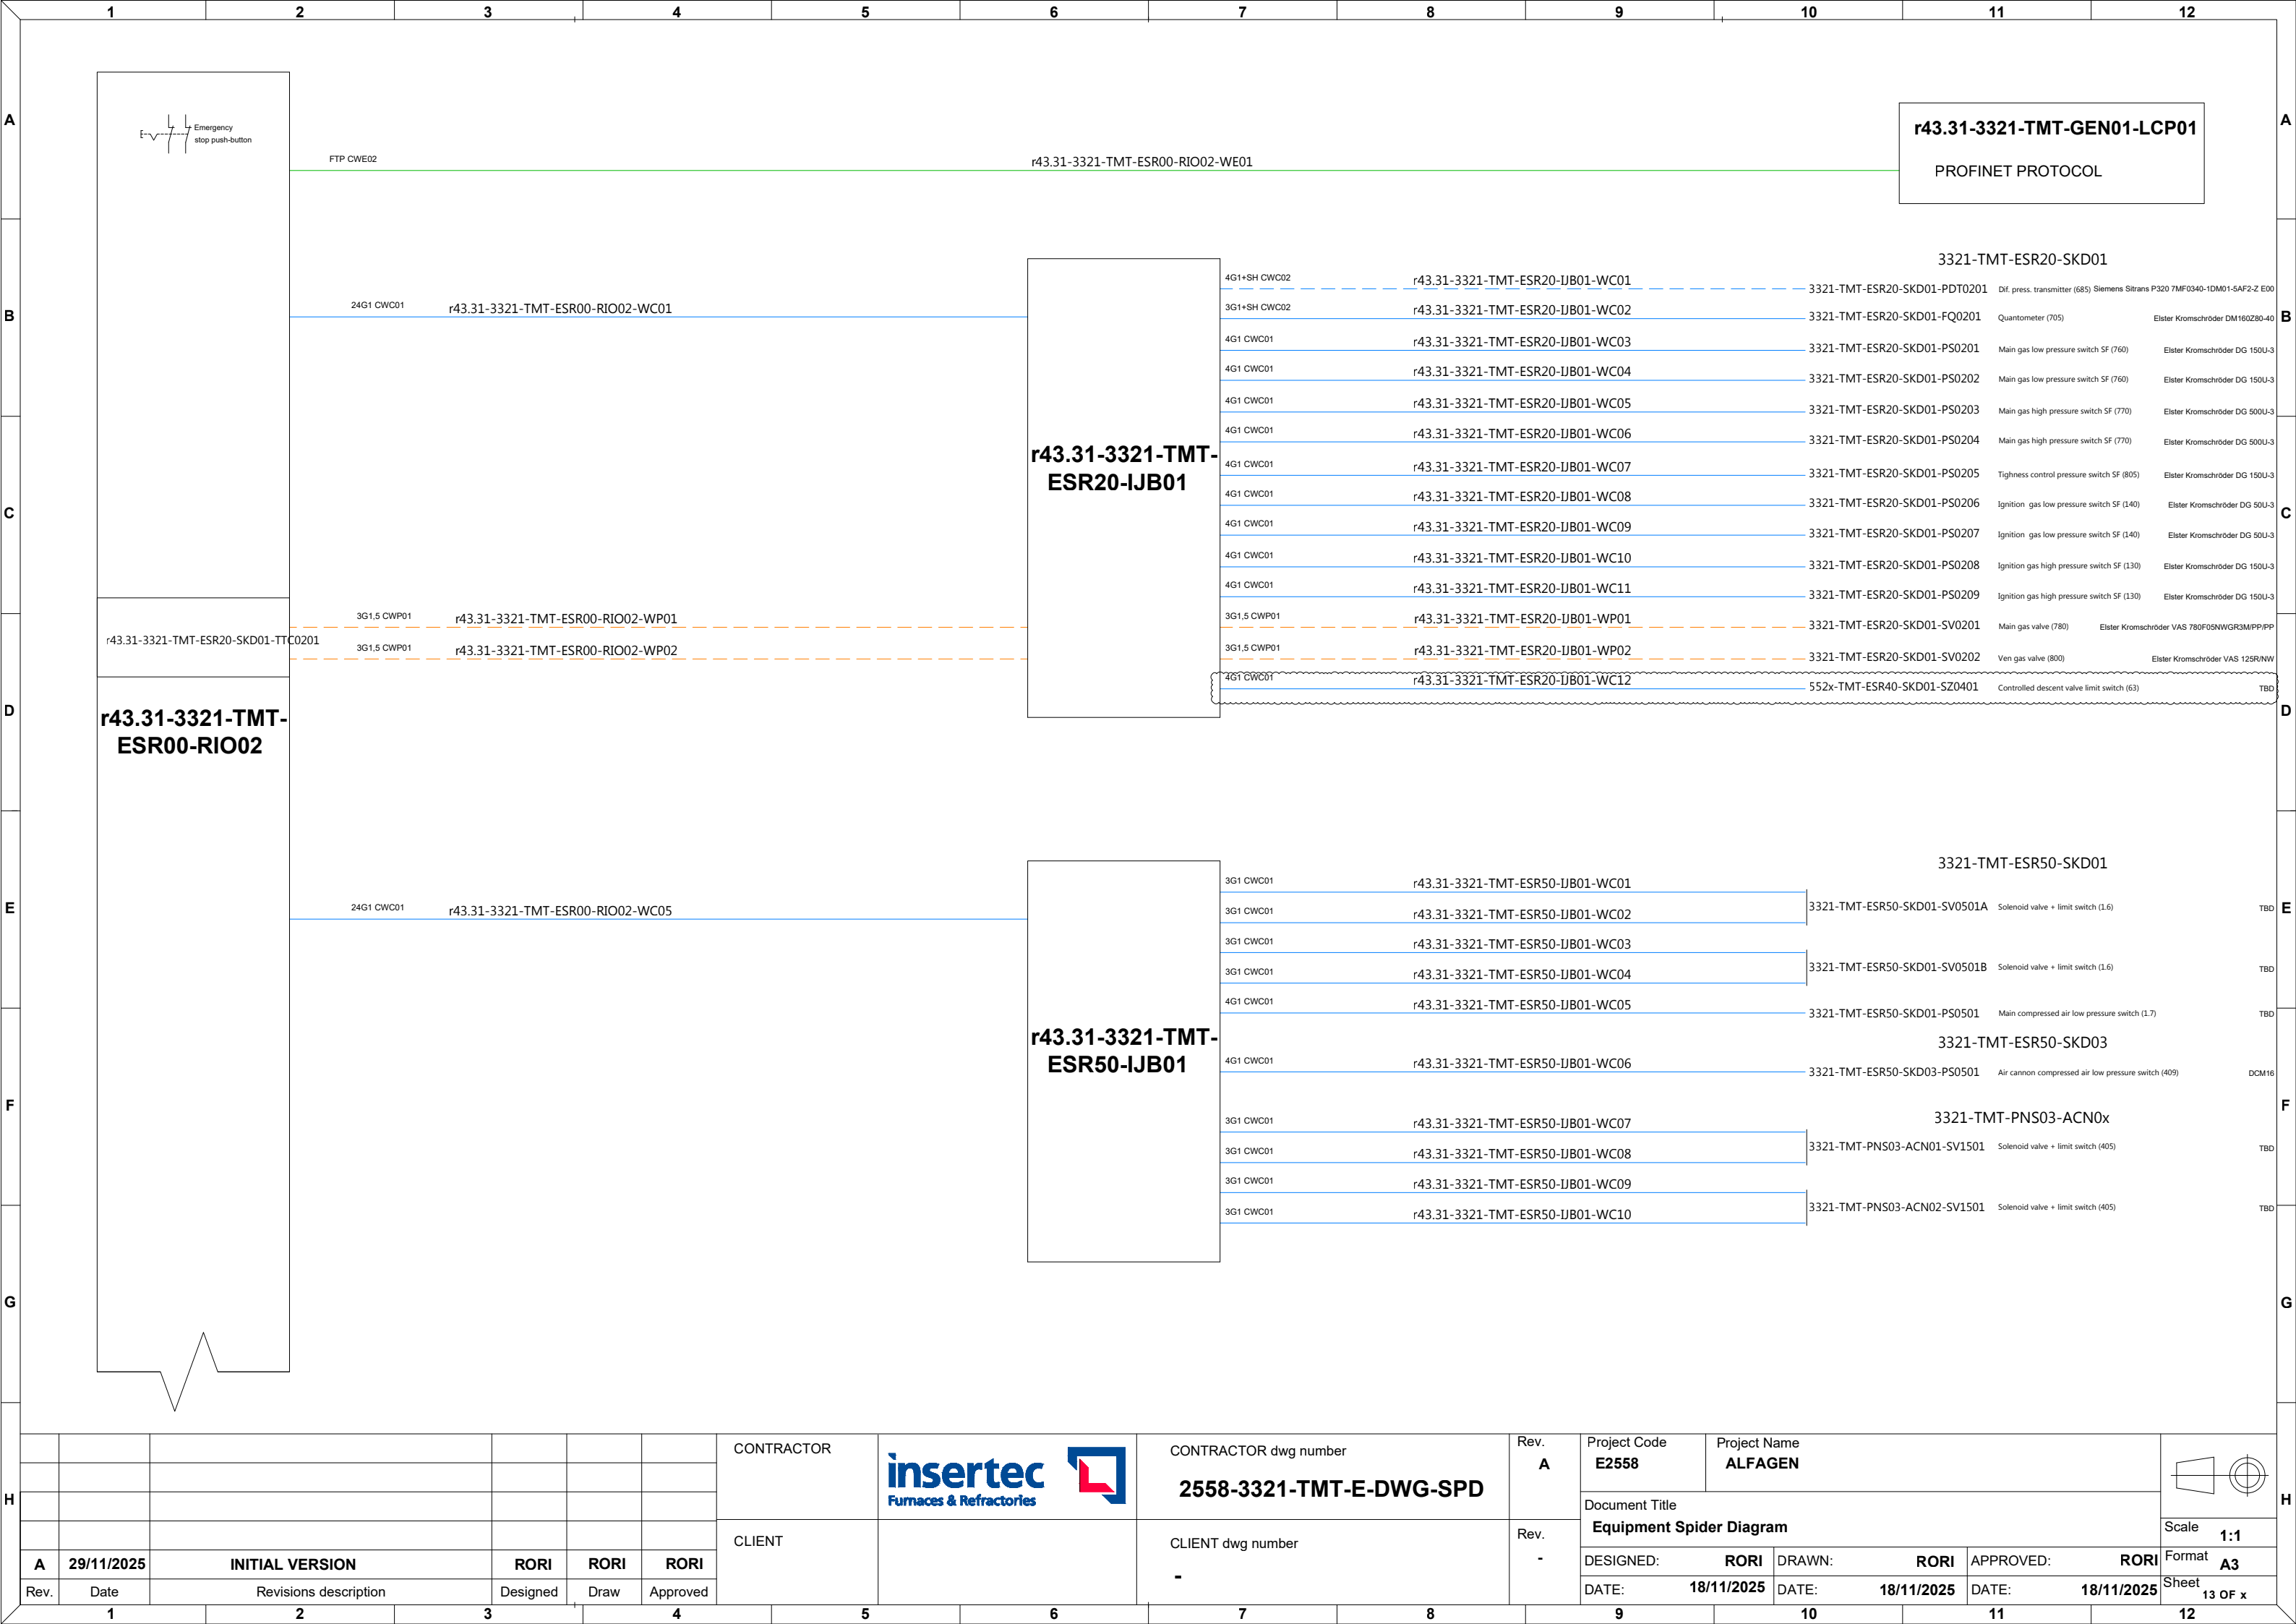 1 2 3 4 5 6 7 8 9 10 11 12
A A
Emergency
stop push-button
FTP CWE02 r43.31-3321-TMT-ESR00-RIO02-WE01
r43.31-3321-TMT-GEN01-LCP01
PROFINET PROTOCOL
3321-TMT-ESR20-SKD01
B B
24G1 CWC01 r43.31-3321-TMT-ESR00-RIO02-WC01
4G1+SH CWC02 r43.31-3321-TMT-ESR20-IJB01-WC01 3321-TMT-ESR20-SKD01-PDT0201 Dif. press. transmitter (685) Siemens Sitrans P320 7MF0340-1DM01-5AF2-Z E00
3G1+SH CWC02 r43.31-3321-TMT-ESR20-IJB01-WC02 3321-TMT-ESR20-SKD01-FQ0201 Quantometer (705) Elster Kromschröder DM160Z80-40
4G1 CWC01 r43.31-3321-TMT-ESR20-IJB01-WC03 3321-TMT-ESR20-SKD01-PS0201 Main gas low pressure switch SF (760) Elster Kromschröder DG 150U-3
4G1 CWC01 r43.31-3321-TMT-ESR20-IJB01-WC04 3321-TMT-ESR20-SKD01-PS0202 Main gas low pressure switch SF (760) Elster Kromschröder DG 150U-3
4G1 CWC01 r43.31-3321-TMT-ESR20-IJB01-WC05 3321-TMT-ESR20-SKD01-PS0203 Main gas high pressure switch SF (770) Elster Kromschröder DG 500U-3
4G1 CWC01 r43.31-3321-TMT-ESR20-IJB01-WC06 3321-TMT-ESR20-SKD01-PS0204 Main gas high pressure switch SF (770) Elster Kromschröder DG 500U-3
r43.31-3321-TMT-
ESR20-IJB01
4G1 CWC01 r43.31-3321-TMT-ESR20-IJB01-WC07 3321-TMT-ESR20-SKD01-PS0205 Tighness control pressure switch SF (805) Elster Kromschröder DG 150U-3
4G1 CWC01 r43.31-3321-TMT-ESR20-IJB01-WC08 3321-TMT-ESR20-SKD01-PS0206 Ignition gas low pressure switch SF (140) Elster Kromschröder DG 50U-3
C C
4G1 CWC01 r43.31-3321-TMT-ESR20-IJB01-WC09 3321-TMT-ESR20-SKD01-PS0207 Ignition gas low pressure switch SF (140) Elster Kromschröder DG 50U-3
4G1 CWC01 r43.31-3321-TMT-ESR20-IJB01-WC10 3321-TMT-ESR20-SKD01-PS0208 Ignition gas high pressure switch SF (130) Elster Kromschröder DG 150U-3
4G1 CWC01 r43.31-3321-TMT-ESR20-IJB01-WC11 3321-TMT-ESR20-SKD01-PS0209 Ignition gas high pressure switch SF (130) Elster Kromschröder DG 150U-3
3G1,5 CWP01 r43.31-3321-TMT-ESR00-RIO02-WP01 3G1,5 CWP01 r43.31-3321-TMT-ESR20-IJB01-WP01 3321-TMT-ESR20-SKD01-SV0201 Main gas valve (780) Elster Kromschröder VAS 780F05NWGR3M/PP/PP
r43.31-3321-TMT-ESR20-SKD01-TTC0201
3G1,5 CWP01 r43.31-3321-TMT-ESR00-RIO02-WP02 3G1,5 CWP01 r43.31-3321-TMT-ESR20-IJB01-WP02 3321-TMT-ESR20-SKD01-SV0202 Ven gas valve (800) Elster Kromschröder VAS 125R/NW
4G1 CWC01 r43.31-3321-TMT-ESR20-IJB01-WC12 552x-TMT-ESR40-SKD01-SZ0401 Controlled descent valve limit switch (63) TBD
D D
r43.31-3321-TMT-
ESR00-RIO02
3321-TMT-ESR50-SKD01
3G1 CWC01 r43.31-3321-TMT-ESR50-IJB01-WC01
E E
24G1 CWC01 r43.31-3321-TMT-ESR00-RIO02-WC05
3321-TMT-ESR50-SKD01-SV0501A Solenoid valve + limit switch (1.6) TBD
3G1 CWC01 r43.31-3321-TMT-ESR50-IJB01-WC02
3G1 CWC01 r43.31-3321-TMT-ESR50-IJB01-WC03
3321-TMT-ESR50-SKD01-SV0501B Solenoid valve + limit switch (1.6) TBD
3G1 CWC01 r43.31-3321-TMT-ESR50-IJB01-WC04
4G1 CWC01 r43.31-3321-TMT-ESR50-IJB01-WC05 3321-TMT-ESR50-SKD01-PS0501 Main compressed air low pressure switch (1.7) TBD
r43.31-3321-TMT-
ESR50-IJB01
3321-TMT-ESR50-SKD03
4G1 CWC01 r43.31-3321-TMT-ESR50-IJB01-WC06 3321-TMT-ESR50-SKD03-PS0501 Air cannon compressed air low pressure switch (409) DCM16
F F
3321-TMT-PNS03-ACN0x
3G1 CWC01 r43.31-3321-TMT-ESR50-IJB01-WC07
3321-TMT-PNS03-ACN01-SV1501 Solenoid valve + limit switch (405) TBD
3G1 CWC01 r43.31-3321-TMT-ESR50-IJB01-WC08
3G1 CWC01 r43.31-3321-TMT-ESR50-IJB01-WC09
3321-TMT-PNS03-ACN02-SV1501 Solenoid valve + limit switch (405) TBD
3G1 CWC01 r43.31-3321-TMT-ESR50-IJB01-WC10
G G
H H
CONTRACTOR
insertec
Furnaces & Refractories
CONTRACTOR dwg number
2558-3321-TMT-E-DWG-SPD
Rev.
A
Project Code
E2558
Project Name
ALFAGEN
Document Title
Equipment Spider Diagram
CLIENT
CLIENT dwg number
-
Rev.
-
Scale 1:1
DESIGNED: RORI DRAWN: RORI APPROVED: RORI Format A3
DATE: 18/11/2025 DATE: 18/11/2025 DATE: 18/11/2025 Sheet 13 OF x
A 29/11/2025 INITIAL VERSION RORI RORI RORI
Rev. Date Revisions description Designed Draw Approved
1 2 3 4 5 6 7 8 9 10 11 12